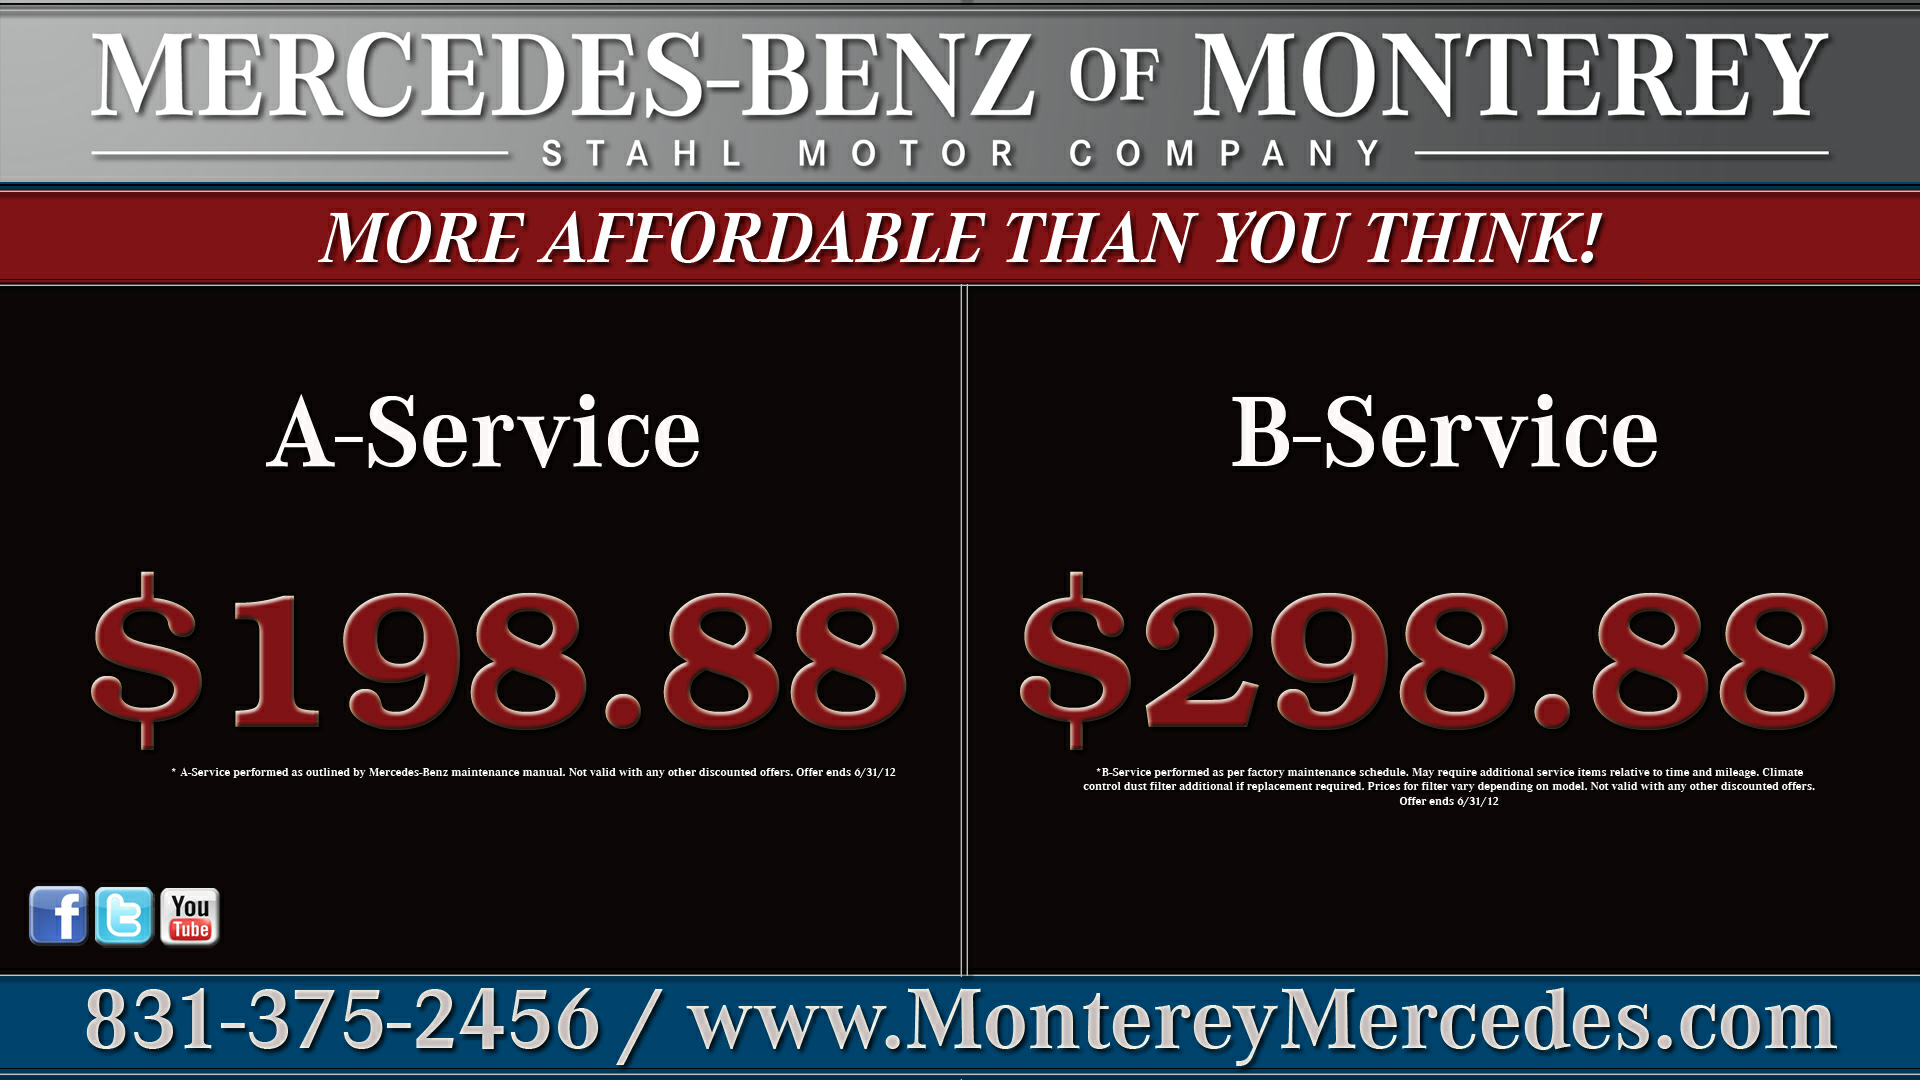 MERCEDES-BENZ OF MONTEREY
STAHL MOTOR COMPANY
MORE AFFORDABLE THAN YOU THINK!
A-Service
$198.88
* A-Service performed as outlined by Mercedes-Benz maintenance manual. Not valid with any other discounted offers. Offer ends 6/31/12
B-Service
$298.88
*B-Service performed as per factory maintenance schedule. May require additional service items relative to time and mileage. Climate
control dust filter additional if replacement required. Prices for filter vary depending on model. Not valid with any other discounted offers.
Offer ends 6/31/12
f t You
Tube
831-375-2456 / www.MontereyMercedes.com